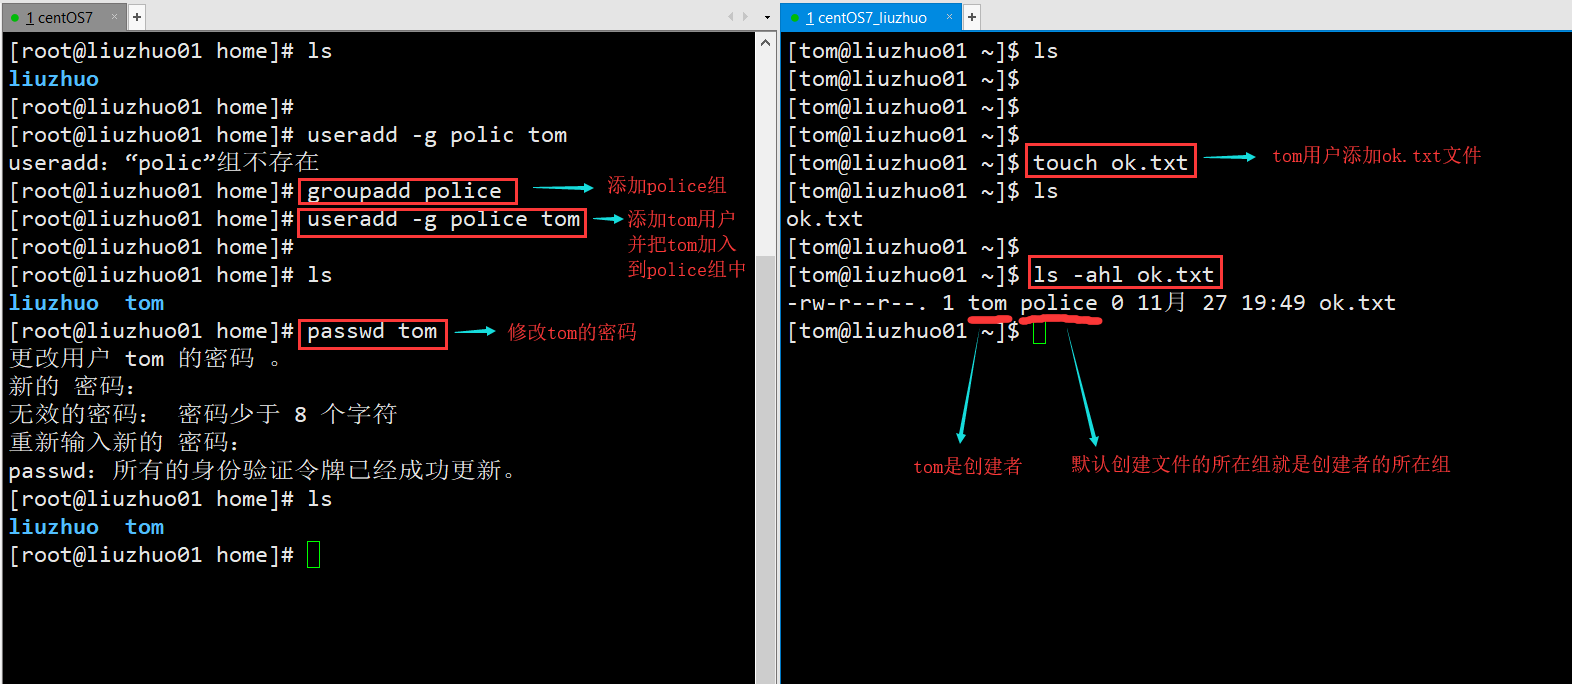 1 centOS7
[root@liuzhuo01 home]# ls
liuzhuo
[root@liuzhuo01 home]#
[root@liuzhuo01 home]# useradd -g polic tom
useradd：“polic”组不存在
[root@liuzhuo01 home]# groupadd police
添加police组
[root@liuzhuo01 home]# useradd -g police tom
添加tom用户
并把tom加入
到police组中
[root@liuzhuo01 home]#
[root@liuzhuo01 home]# ls
liuzhuo  tom
[root@liuzhuo01 home]# passwd tom
修改tom的密码
更改用户 tom 的密码 。
新的 密码：
无效的密码： 密码少于 8 个字符
重新输入新的 密码：
passwd：所有的身份验证令牌已经成功更新。
[root@liuzhuo01 home]# ls
liuzhuo  tom
[root@liuzhuo01 home]#
1 centOS7_liuzhuo
[tom@liuzhuo01 ~]$ ls
[tom@liuzhuo01 ~]$
[tom@liuzhuo01 ~]$
[tom@liuzhuo01 ~]$
[tom@liuzhuo01 ~]$ touch ok.txt
tom用户添加ok.txt文件
[tom@liuzhuo01 ~]$ ls
ok.txt
[tom@liuzhuo01 ~]$
[tom@liuzhuo01 ~]$ ls -ahl ok.txt
-rw-r--r--. 1 tom police 0 11月 27 19:49 ok.txt
[tom@liuzhuo01 ~]$
tom是创建者
默认创建文件的所在组就是创建者的所在组